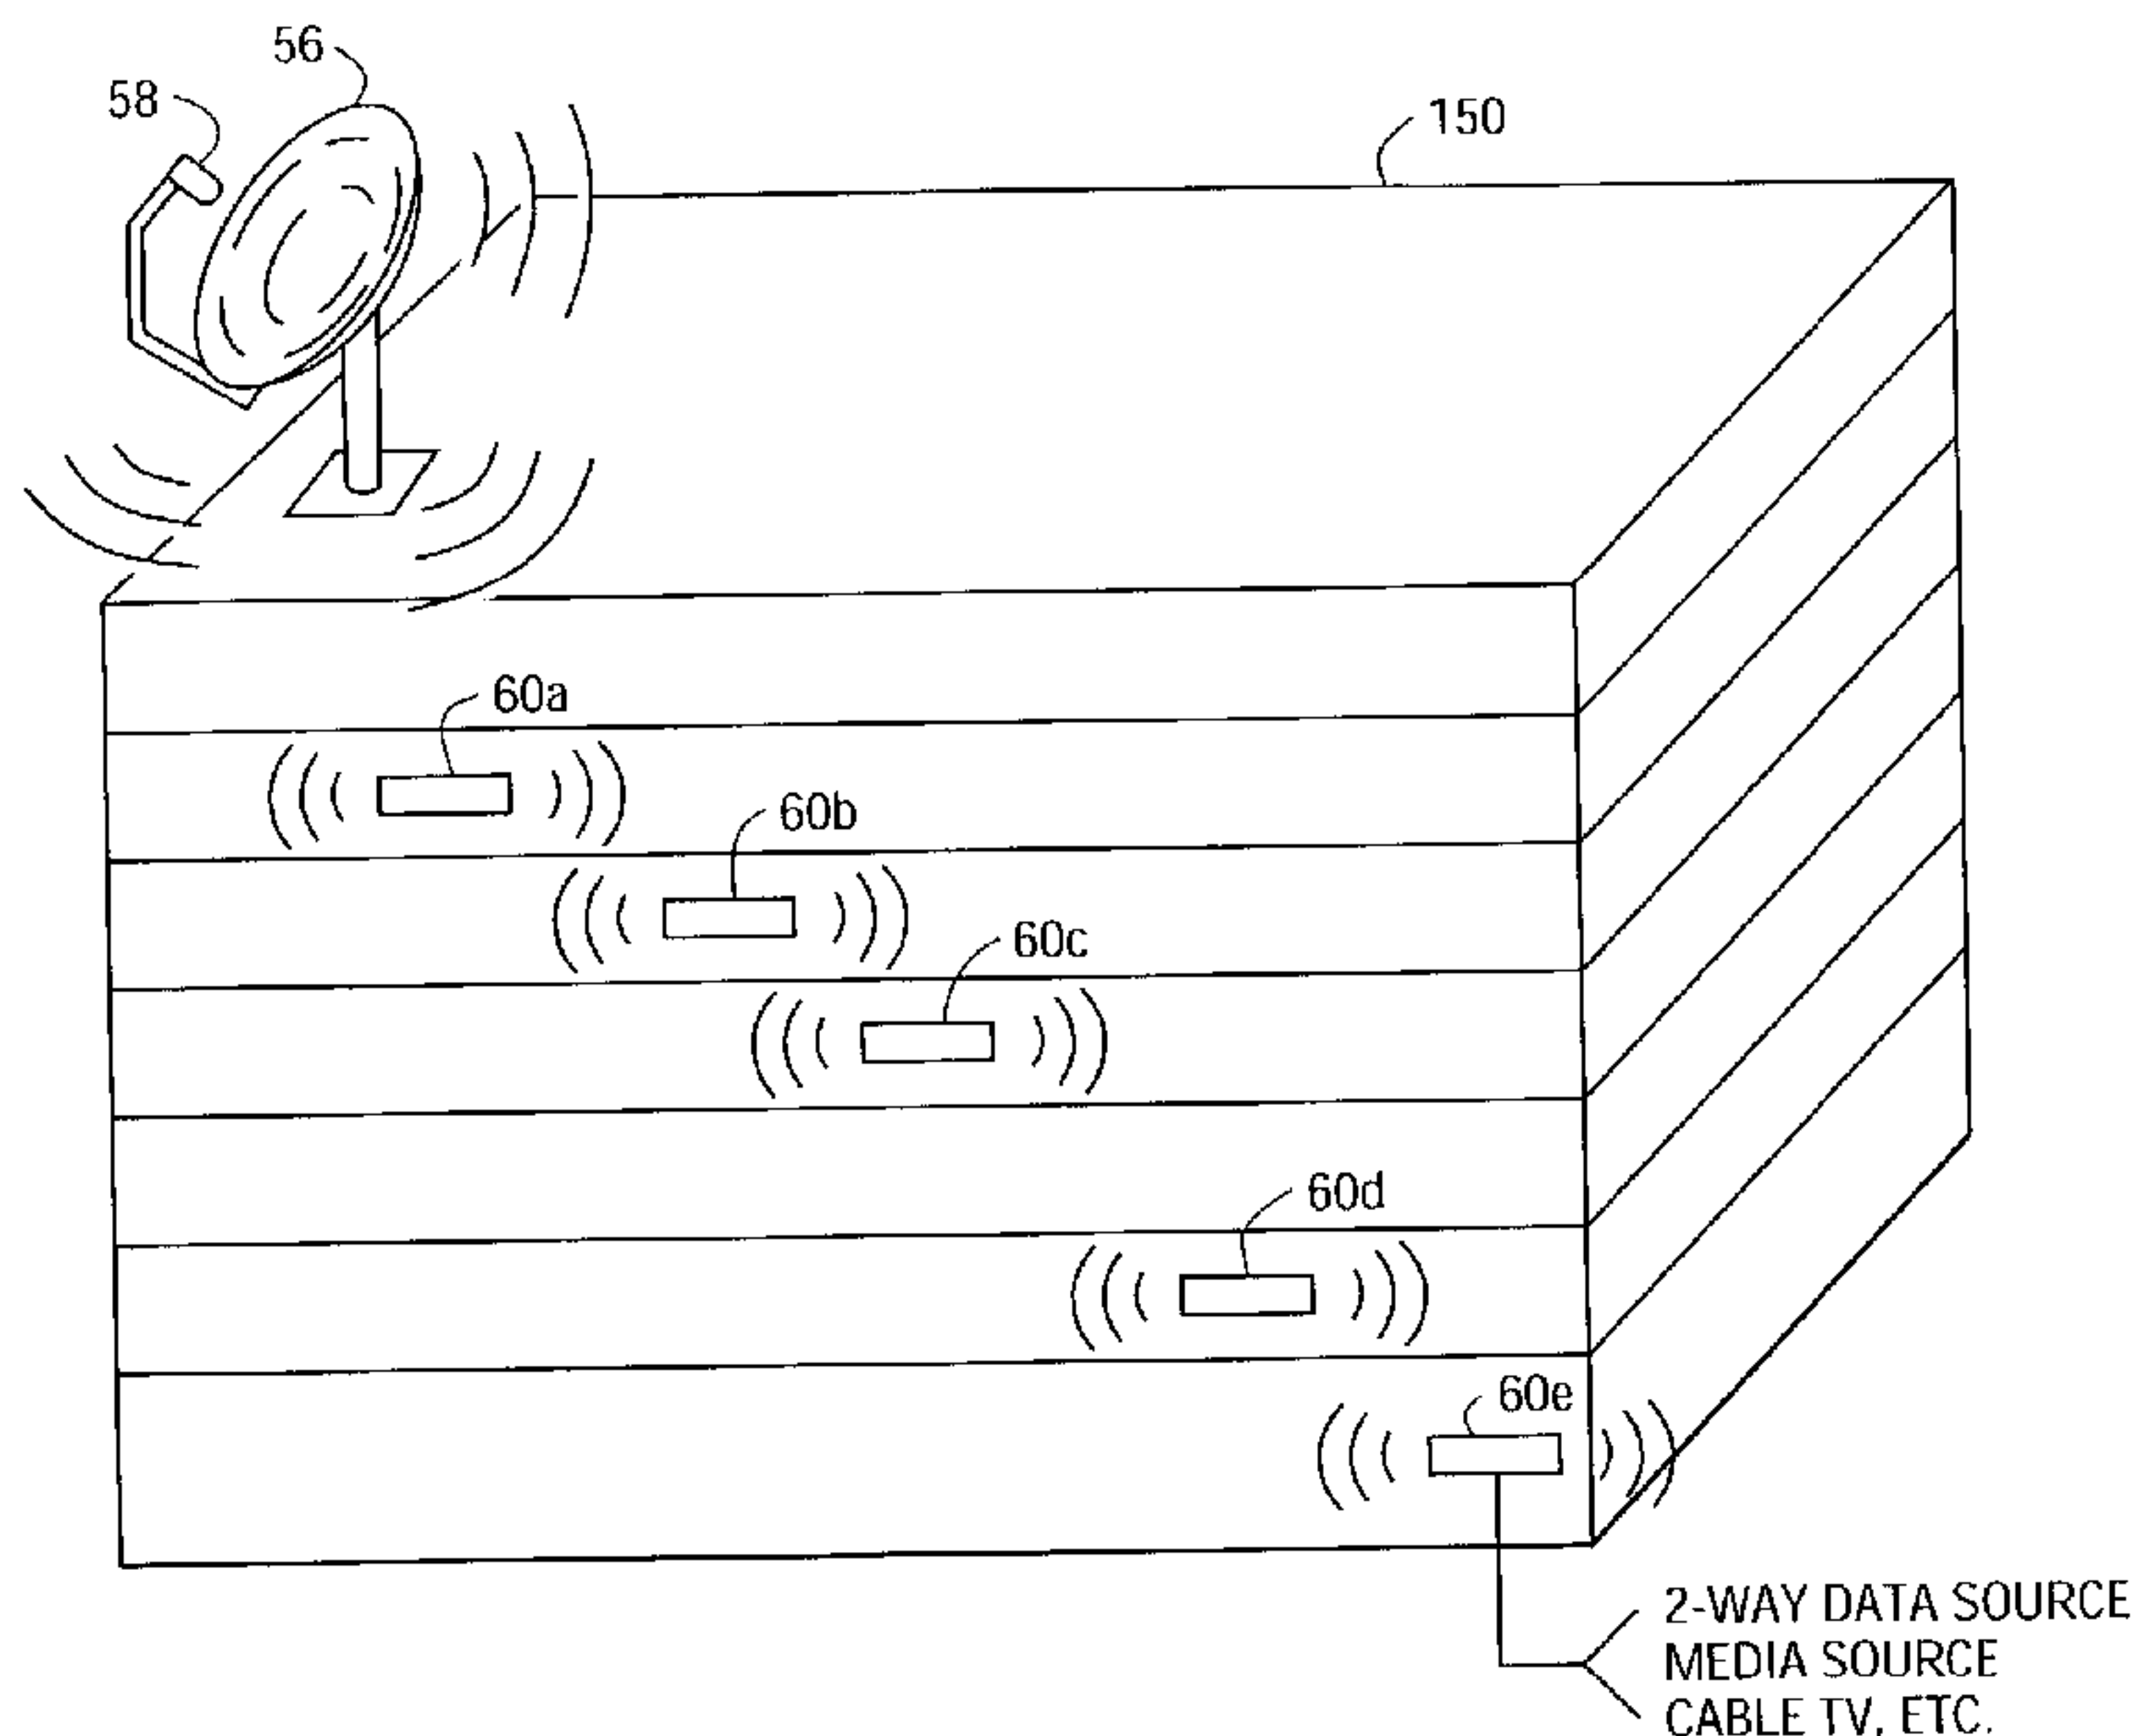 56
58
150
60a
60b
60c
60d
60e
2-WAY DATA SOURCE
MEDIA SOURCE
CABLE TV, ETC.